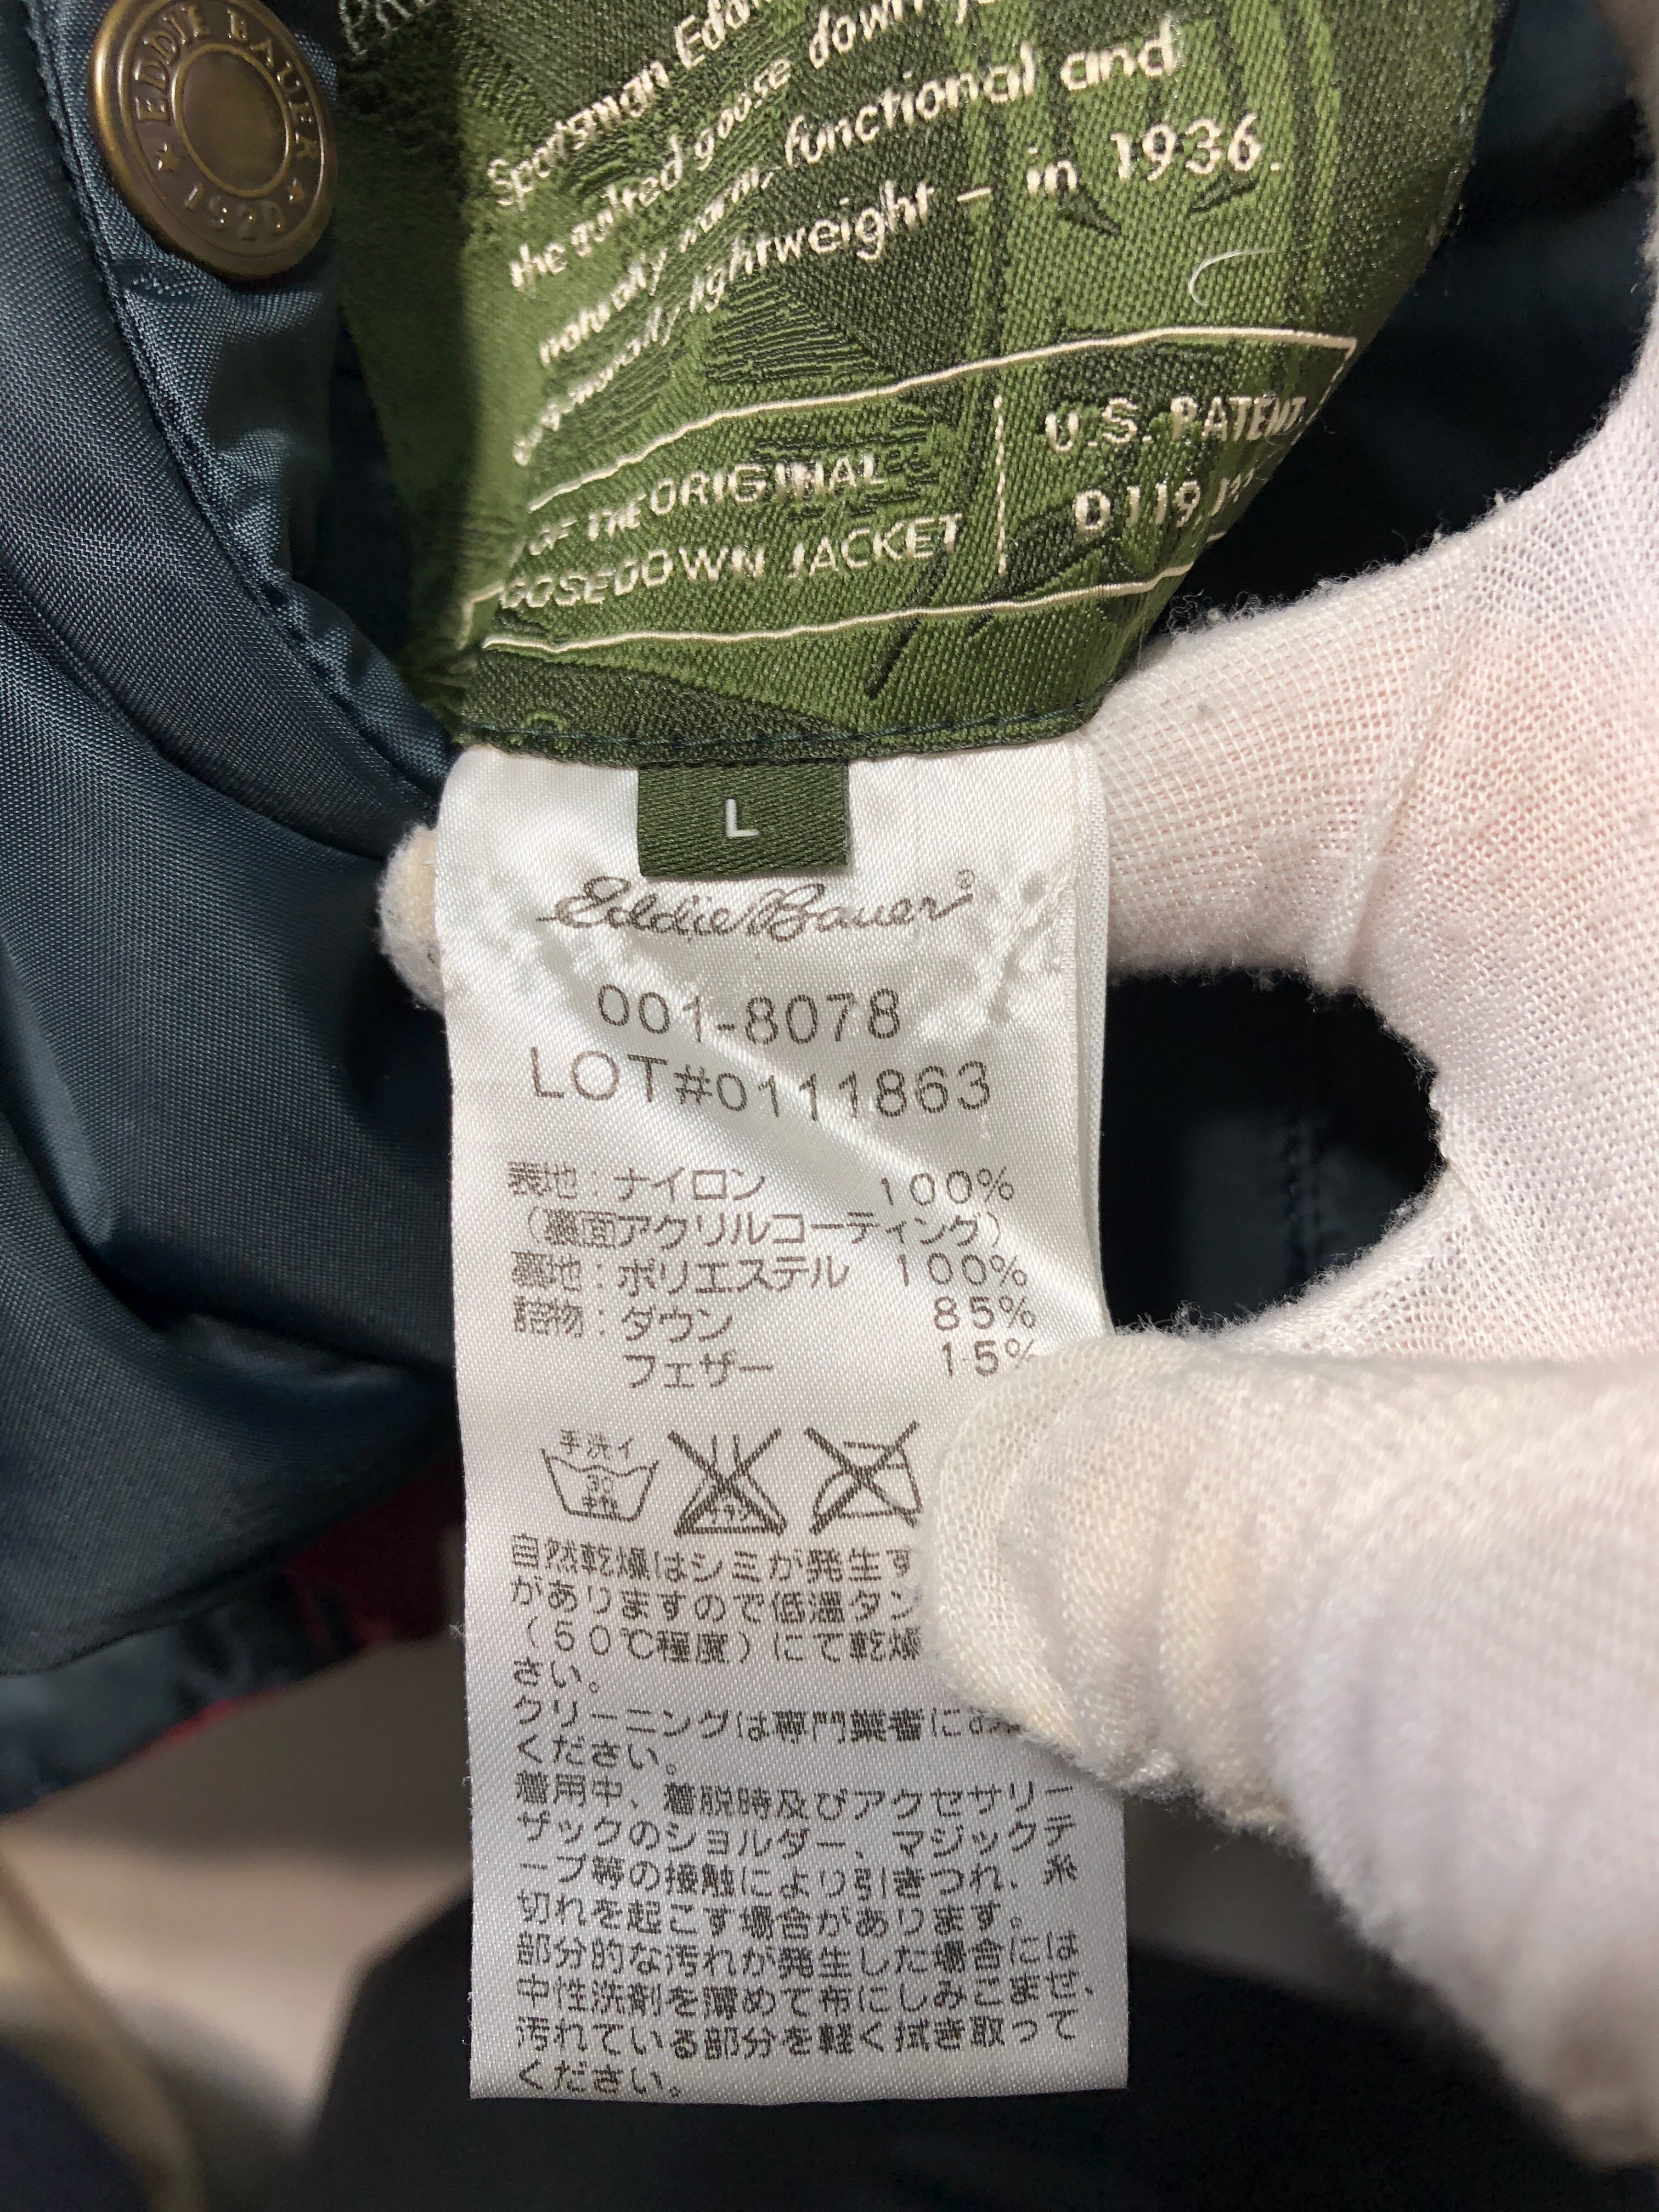 EDDIE BAUER
1920
Sportsman
the quilted goose down
naturally warm, functional and
lightweight – in 1936.
OF THE ORIGINAL
GOSEGOWN JACKET
U.S. PATENT
D119,
L
Eddie Bauer®
001-8078
LOT#0111863
表地：ナイロン 100%
（裏面アクリルコーティング）
裏地：ポリエステル 100%
詰物：ダウン 85%
フェザー 15%
手洗イ
30
中性
自然乾燥はシミが発生す
がありますので低温タン
（50℃程度）にて乾燥
さい。
クリーニングは専門業者にお
ください。
着用中、着脱時及びアクセサリー
ザックのショルダー、マジックテ
ープ等の接触により引きつれ、糸
切れを起こす場合があります。
部分的な汚れが発生した場合には
中性洗剤を薄めて布にしみこませ、
汚れている部分を軽く拭き取って
ください。